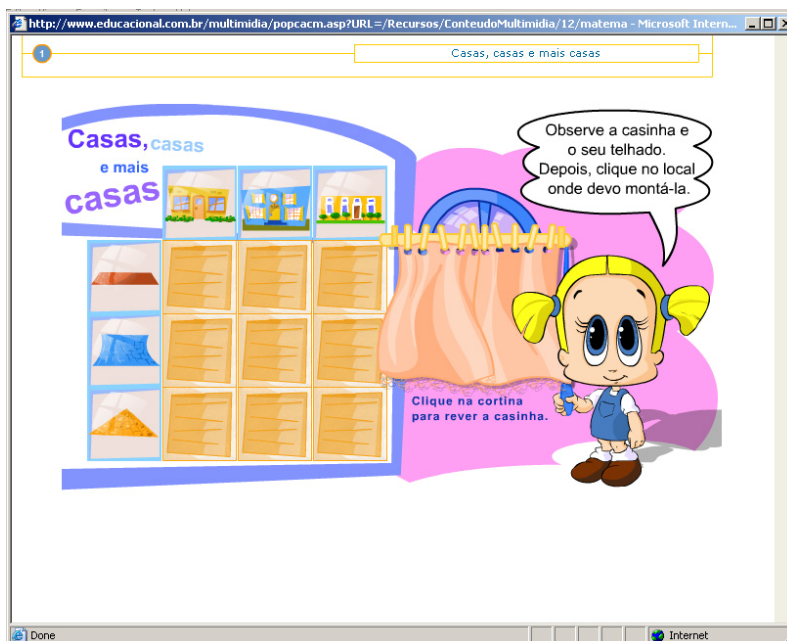 http://www.educacional.com.br/multimidia/popcacm.asp?URL=/Recursos/ConteudoMultimidia/12/matema - Microsoft Intern...
1
Casas, casas e mais casas
Casas, casas
e mais
casas
Observe a casinha e
o seu telhado.
Depois, clique no local
onde devo montá-la.
Clique na cortina
para rever a casinha.
Done
Internet